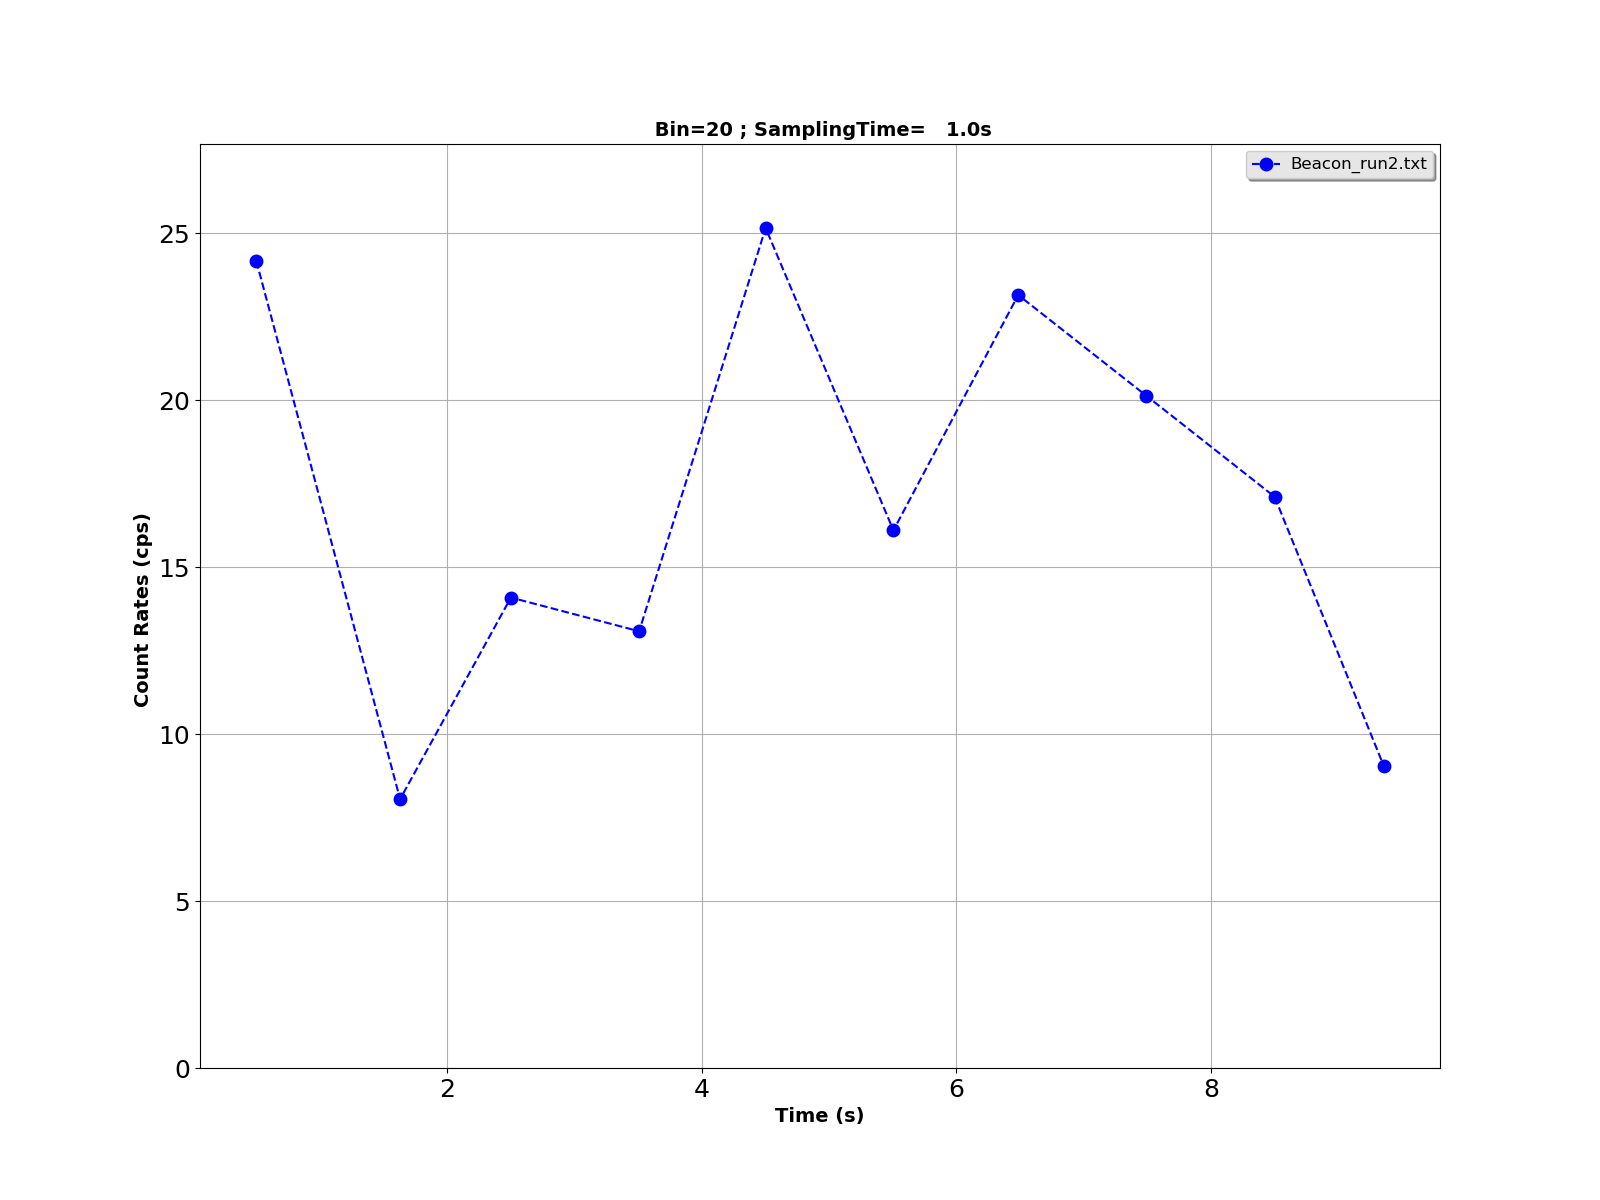 Bin=20 ; SamplingTime=   1.0s
Beacon_run2.txt
25
20
15
10
5
0
Count Rates (cps)
2 4 6 8
Time (s)